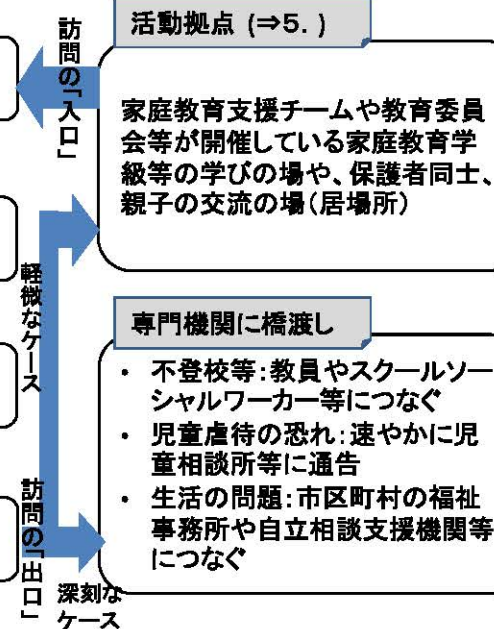 訪問の「入口」
活動拠点 (⇒5. )
家庭教育支援チームや教育委員
会等が開催している家庭教育学
級等の学びの場や、保護者同士、
親子の交流の場(居場所)
軽微なケース
専門機関に橋渡し
・ 不登校等:教員やスクールソー
シャルワーカー等につなぐ
・ 児童虐待の恐れ:速やかに児
童相談所等に通告
・ 生活の問題:市区町村の福祉
事務所や自立相談支援機関等
につなぐ
訪問の「出口」
深刻な
ケース